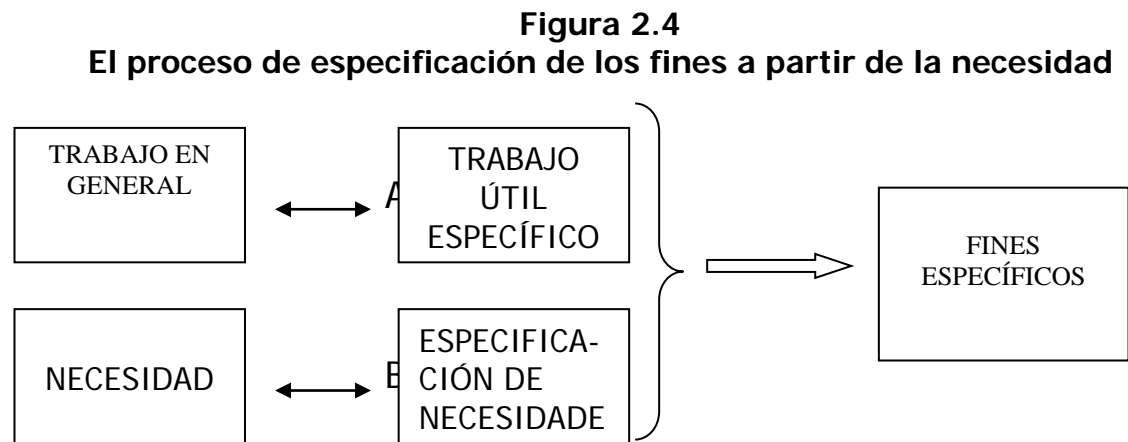 Figura 2.4
El proceso de especificación de los fines a partir de la necesidad
TRABAJO EN
GENERAL
A
TRABAJO
ÚTIL
ESPECÍFICO
FINES
ESPECÍFICOS
NECESIDAD
B
ESPECIFICA-
CIÓN DE
NECESIDADE